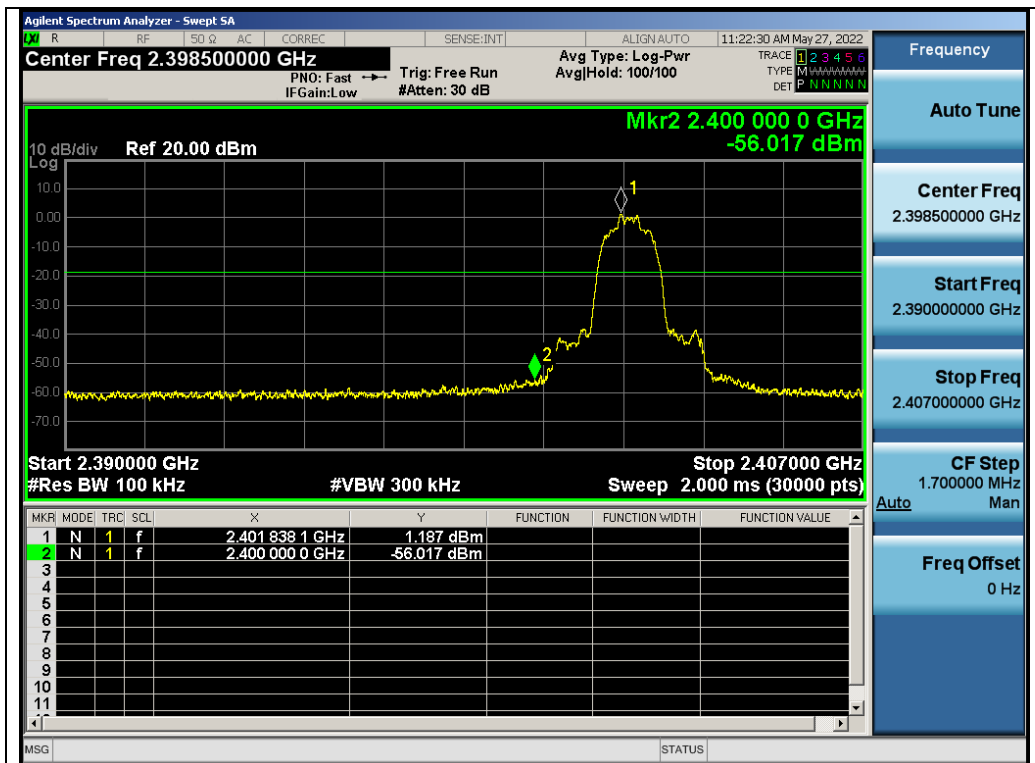 Agilent Spectrum Analyzer - Swept SA
LXI R RF 50 Ω AC CORREC SENSE:INT ALIGN AUTO 11:22:30 AM May 27, 2022
Center Freq 2.398500000 GHz
PNO: Fast
IFGain:Low
Trig: Free Run
#Atten: 30 dB
Avg Type: Log-Pwr
Avg|Hold: 100/100
TRACE 1 2 3 4 5 6
TYPE M
DET P N N N N N
Mkr2 2.400 000 0 GHz
-56.017 dBm
10 dB/div Ref 20.00 dBm
Log
10.0
0.00
-10.0
-20.0
-30.0
-40.0
-50.0
-60.0
-70.0
1
2
Start 2.390000 GHz Stop 2.407000 GHz
#Res BW 100 kHz #VBW 300 kHz Sweep 2.000 ms (30000 pts)
MKR MODE TRC SCL X Y FUNCTION FUNCTION WIDTH FUNCTION VALUE
1 N 1 f 2.401 838 1 GHz 1.187 dBm
2 N 1 f 2.400 000 0 GHz -56.017 dBm
3
4
5
6
7
8
9
10
11
MSG STATUS
Frequency
Auto Tune
Center Freq
2.398500000 GHz
Start Freq
2.390000000 GHz
Stop Freq
2.407000000 GHz
CF Step
1.700000 MHz
Auto Man
Freq Offset
0 Hz